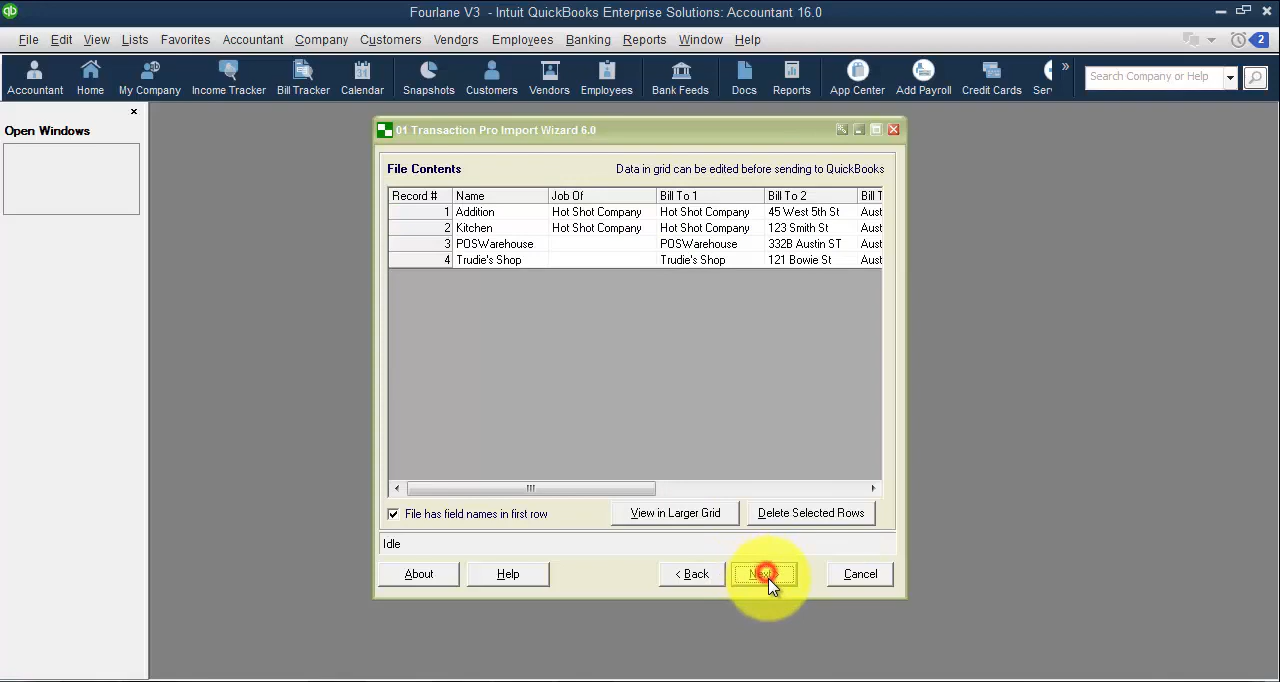 Fourlane V3 - Intuit QuickBooks Enterprise Solutions: Accountant 16.0
File Edit View Lists Favorites Accountant Company Customers Vendors Employees Banking Reports Window Help
2
Accountant Home My Company Income Tracker Bill Tracker Calendar Snapshots Customers Vendors Employees Bank Feeds Docs Reports App Center Add Payroll Credit Cards Ser
Search Company or Help
Open Windows
01 Transaction Pro Import Wizard 6.0
File Contents Data in grid can be edited before sending to QuickBooks
Record # Name Job Of Bill To 1 Bill To 2 Bill T
1 Addition Hot Shot Company Hot Shot Company 45 West 5th St Aust
2 Kitchen Hot Shot Company Hot Shot Company 123 Smith St Aust
3 POSWarehouse POSWarehouse 332B Austin ST Aust
4 Trudie's Shop Trudie's Shop 121 Bowie St Aust
File has field names in first row View in Larger Grid Delete Selected Rows
Idle
About Help < Back Next Cancel